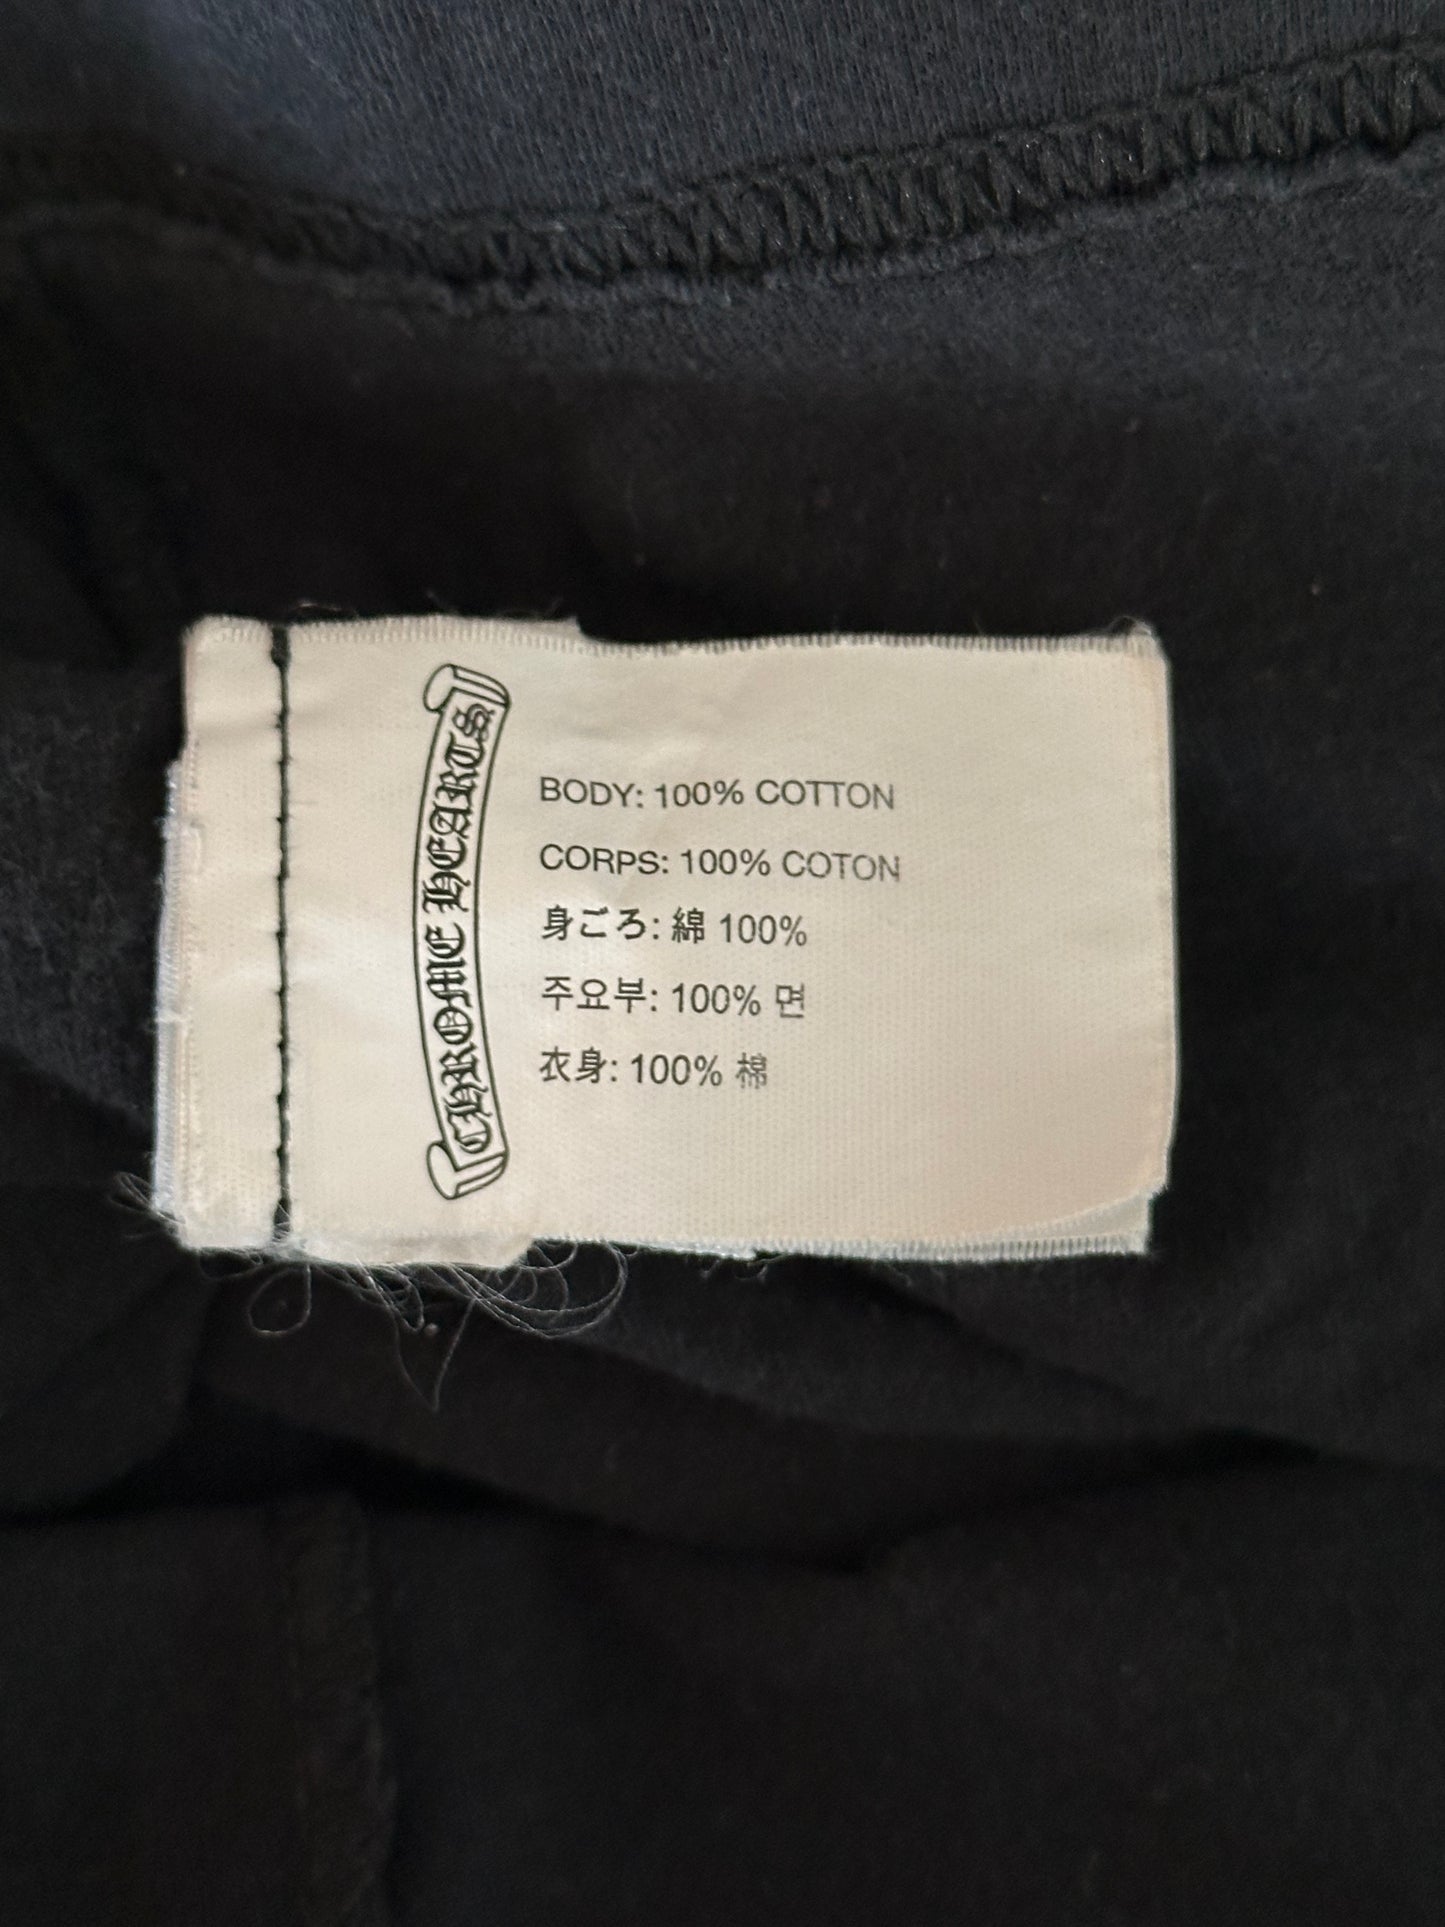 CHROME HEARTS
BODY: 100% COTTON
CORPS: 100% COTON
身ごろ: 綿 100%
주요부: 100% 면
衣身: 100% 棉